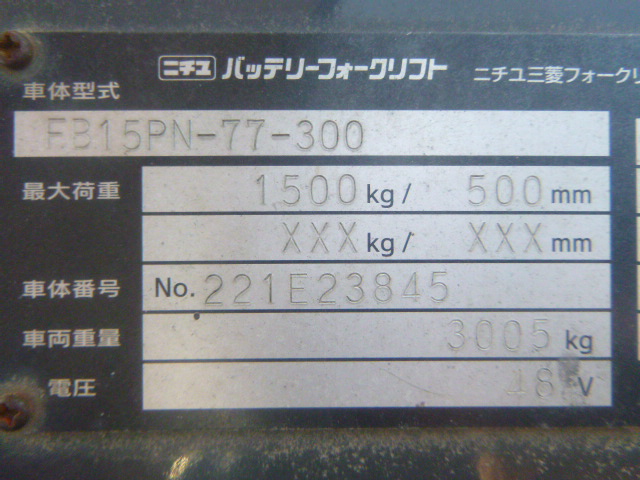 ニチユ バッテリーフォークリフト ニチユ三菱フォークリ
車体型式
FB15PN-77-300
最大荷重 1500 kg/ 500 mm
XXX kg/ XXX mm
車体番号 No. 221E23845
車両重量 3005 kg
電圧 48 V